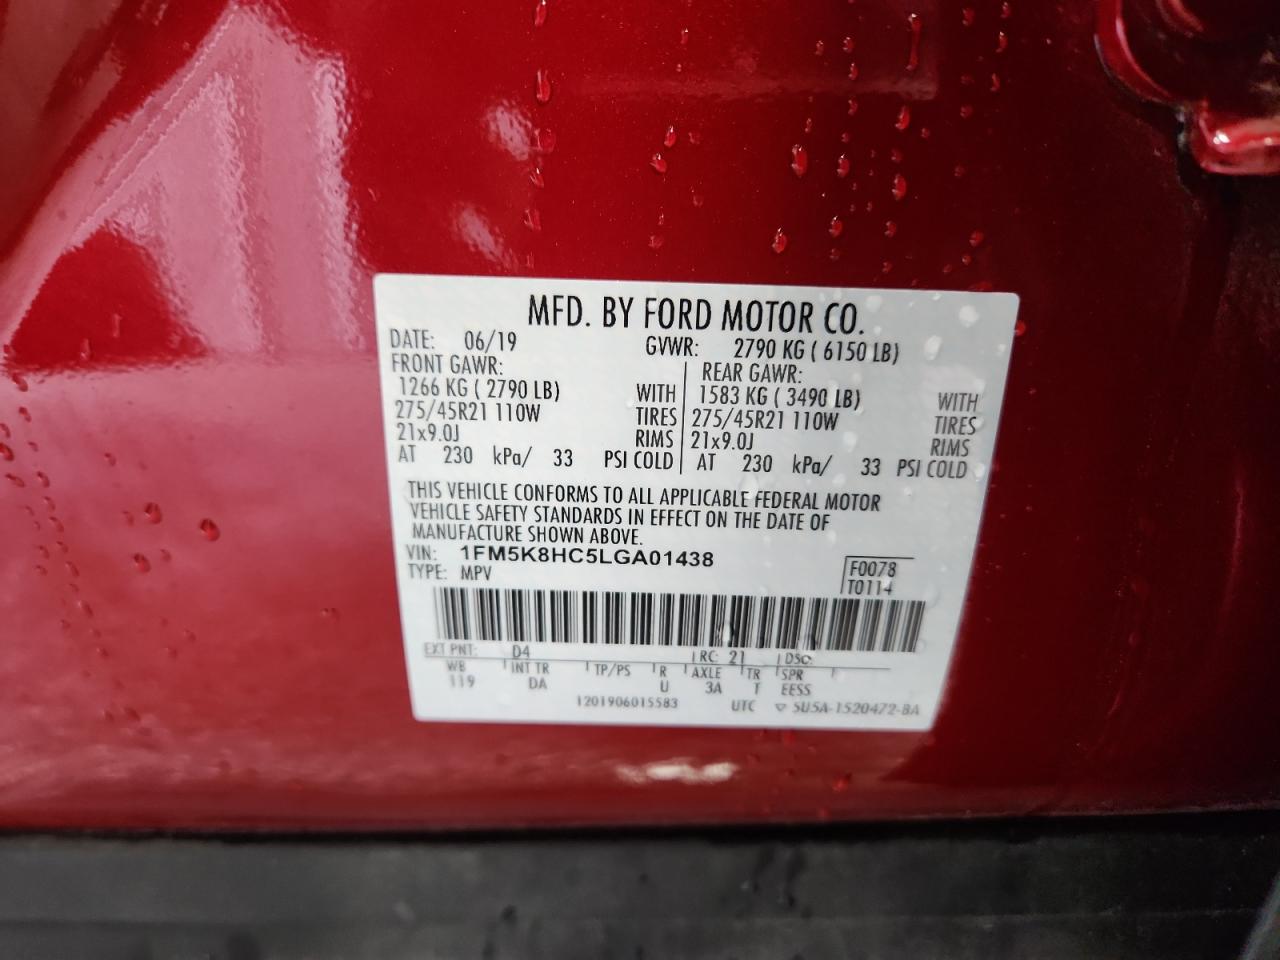 MFD. BY FORD MOTOR CO.
DATE: 06/19 GVWR: 2790 KG ( 6150 LB)
FRONT GAWR: REAR GAWR:
1266 KG ( 2790 LB) WITH 1583 KG ( 3490 LB) WITH
275/45R21 110W TIRES 275/45R21 110W TIRES
21x9.0J RIMS 21x9.0J RIMS
AT 230 kPa/ 33 PSI COLD AT 230 kPa/ 33 PSI COLD
THIS VEHICLE CONFORMS TO ALL APPLICABLE FEDERAL MOTOR
VEHICLE SAFETY STANDARDS IN EFFECT ON THE DATE OF
MANUFACTURE SHOWN ABOVE.
VIN: 1FM5K8HC5LGA01438 F0078
TYPE: MPV T0114
EXT PNT: D4 RC: 21 DSO:
WB INT TR TP/PS R AXLE TR SPR
119 DA U 3A T EESS
1201906015583 UTC ▽ 5U5A-1520472-BA